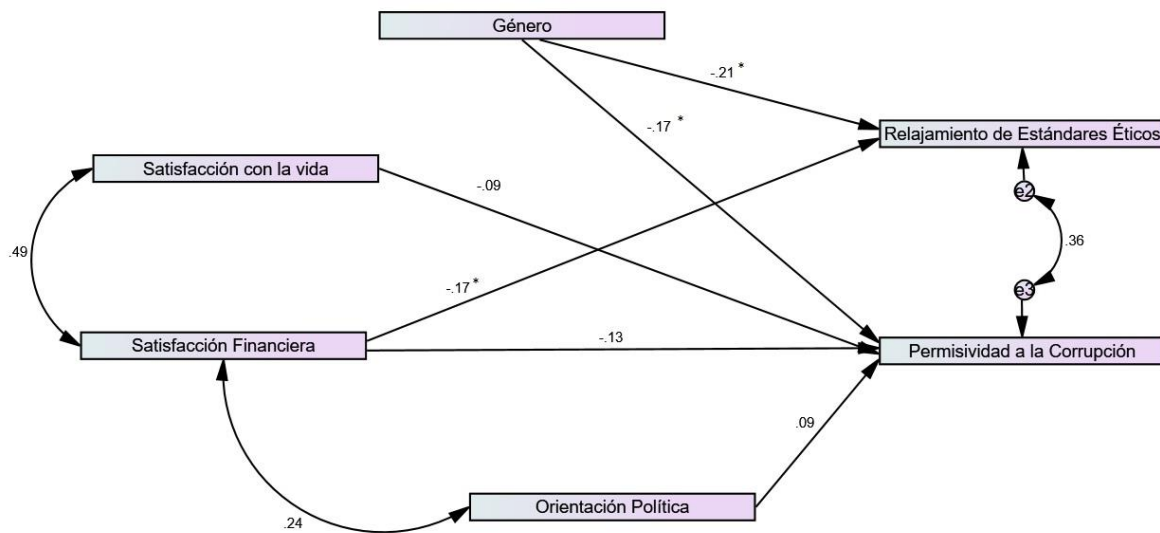 Género
-.21 *
-.17 *
Relajamiento de Estándares Éticos
Satisfacción con la vida
-.09
e2
.49
.36
-.17 *
e3
Satisfacción Financiera
-.13
Permisividad a la Corrupción
.09
Orientación Política
.24